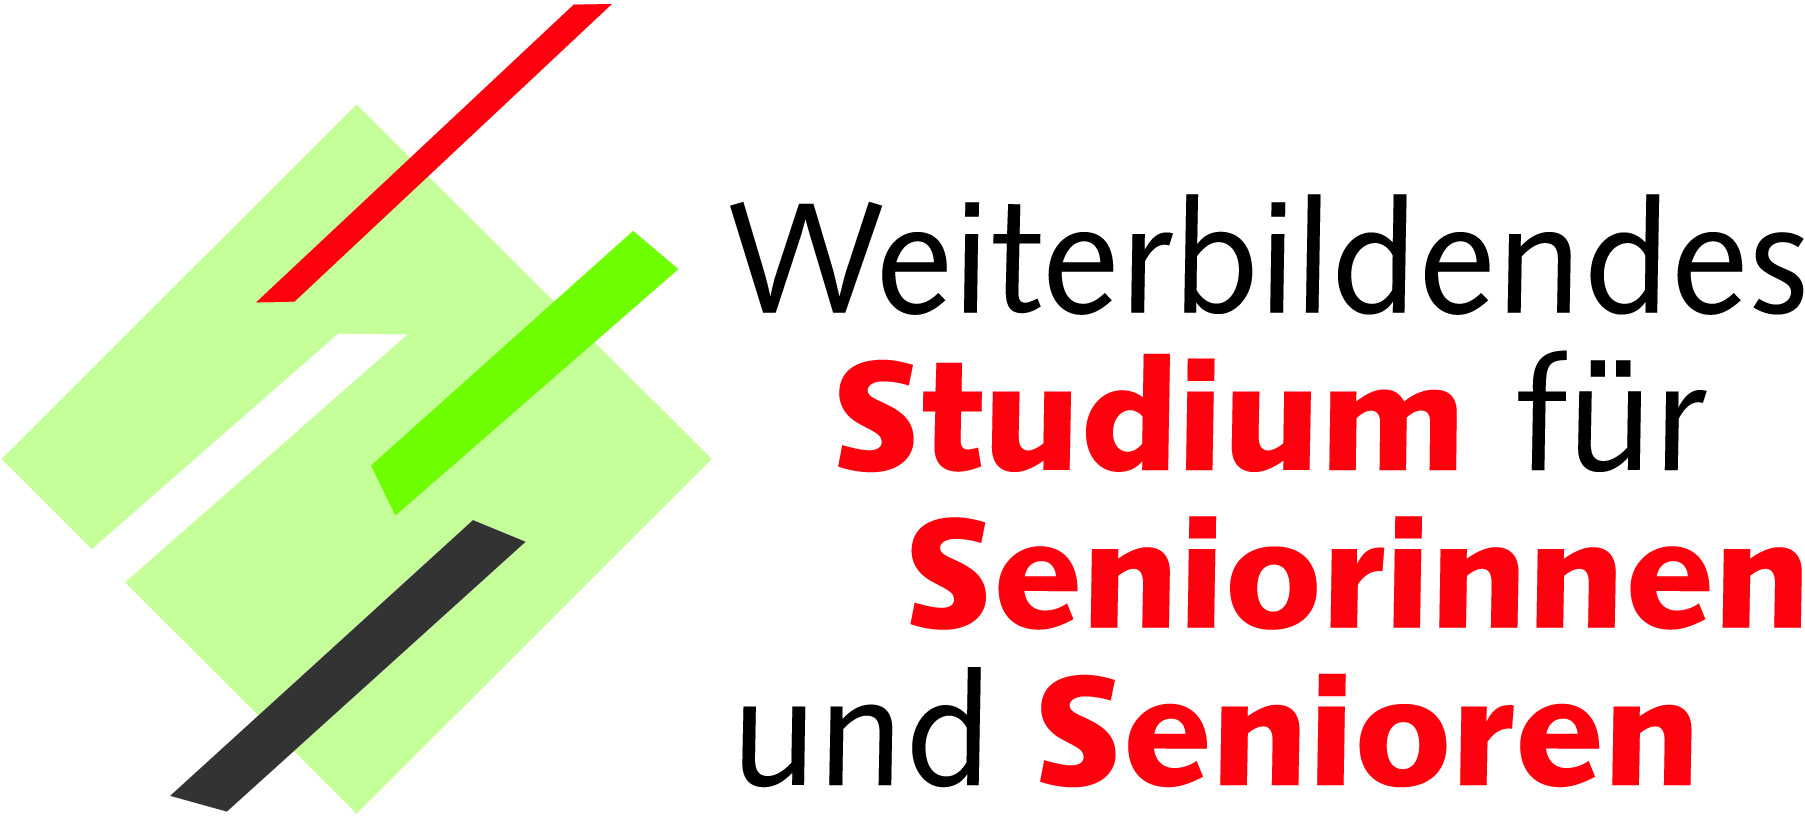 Weiterbildendes
Studium für
Seniorinnen
und Senioren